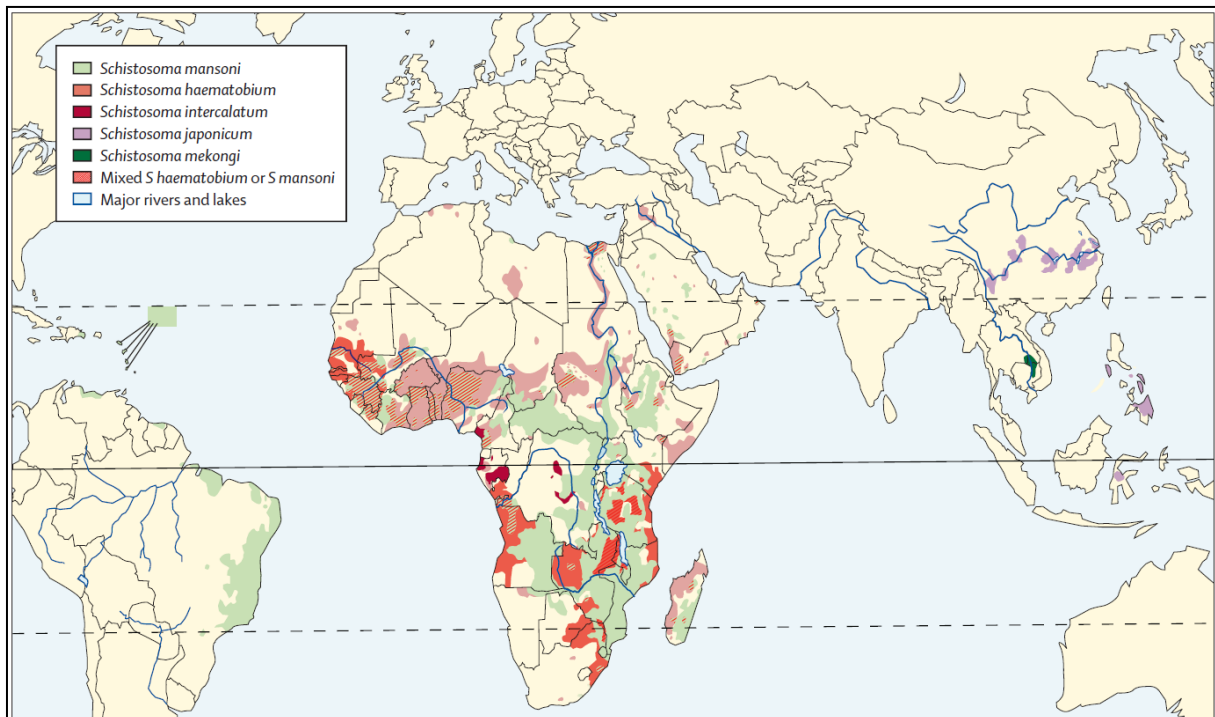 Schistosoma mansoni
Schistosoma haematobium
Schistosoma intercalatum
Schistosoma japonicum
Schistosoma mekongi
Mixed S haematobium or S mansoni
Major rivers and lakes